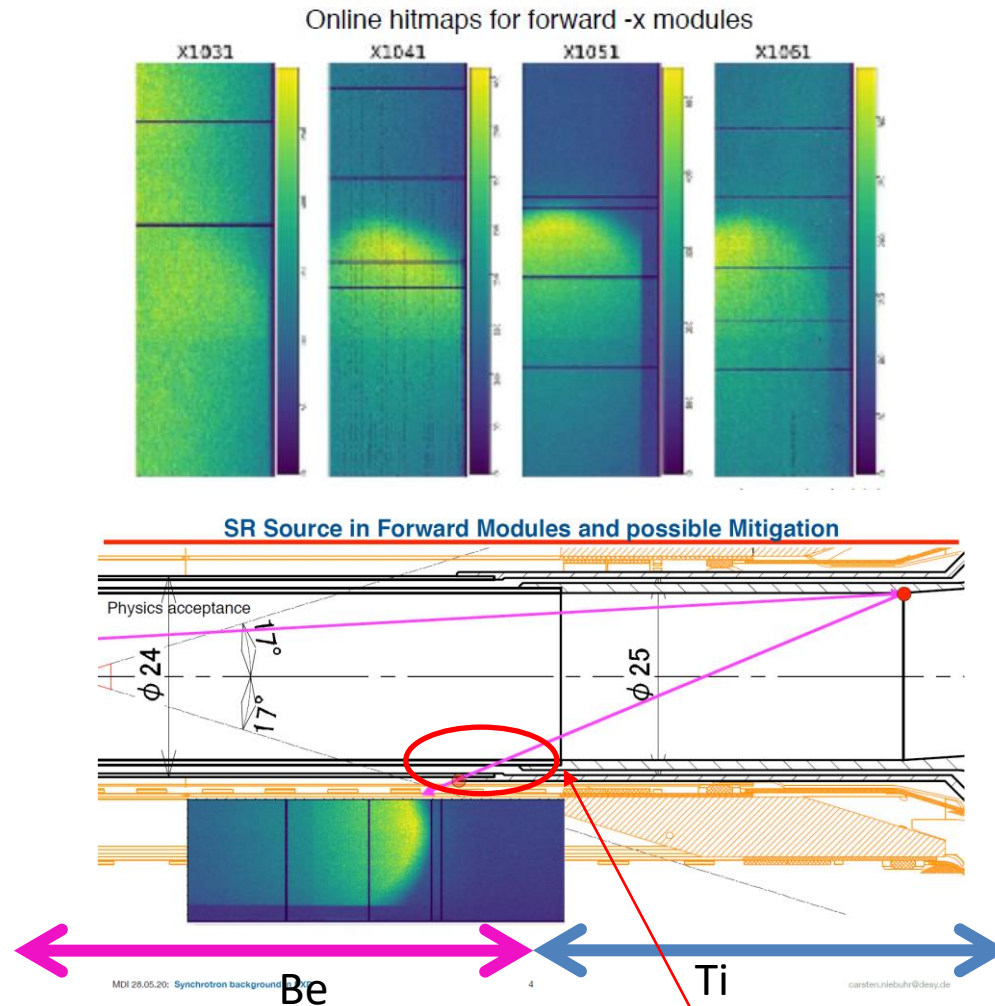 Online hitmaps for forward -x modules
X1031 X1041 X1051 X1061
SR Source in Forward Modules and possible Mitigation
Physics acceptance
17°
ϕ 24
ϕ 25
17°
Be
Ti
MDI 28.05.20: Synchrotron background in
4
carsten.niebuhr@desy.de